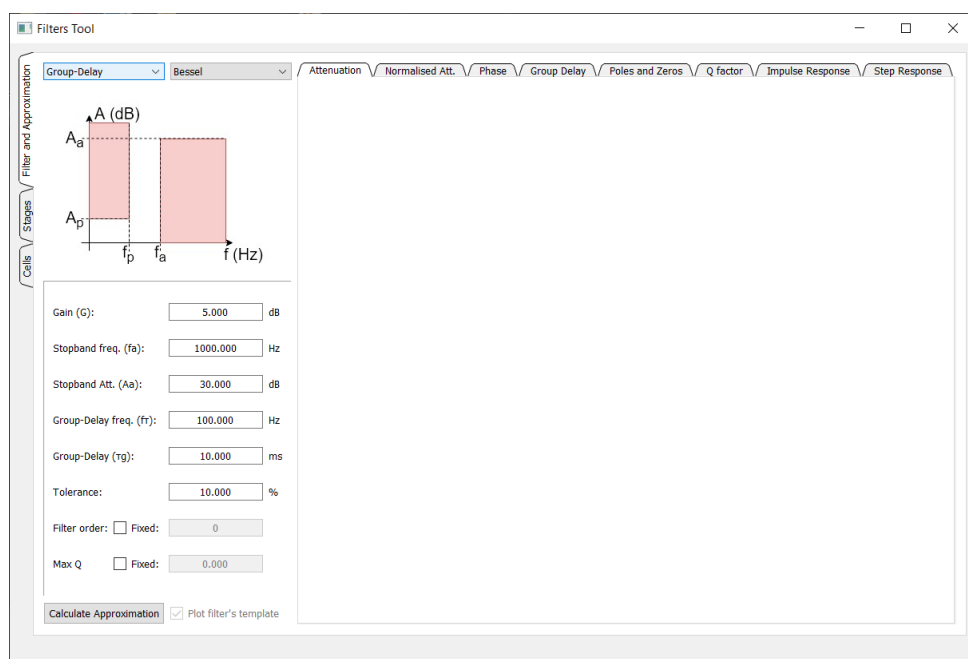 Filters Tool
Filter and Approximation
Stages
Cells
Group-Delay
Bessel
Attenuation
Normalised Att.
Phase
Group Delay
Poles and Zeros
Q factor
Impulse Response
Step Response
A (dB)
Aa
Ap
fp
fa
f (Hz)
Gain (G): 5.000 dB
Stopband freq. (fa): 1000.000 Hz
Stopband Att. (Aa): 30.000 dB
Group-Delay freq. (fτ): 100.000 Hz
Group-Delay (τg): 10.000 ms
Tolerance: 10.000 %
Filter order: Fixed: 0
Max Q Fixed: 0.000
Calculate Approximation
Plot filter's template